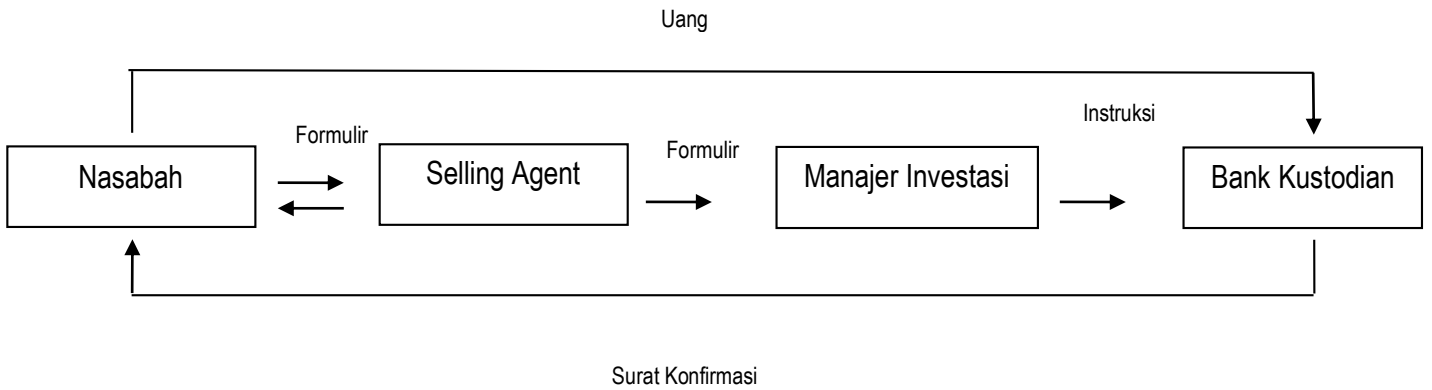 Uang
Instruksi
Formulir
Formulir
Nasabah
Selling Agent
Manajer Investasi
Bank Kustodian
Surat Konfirmasi